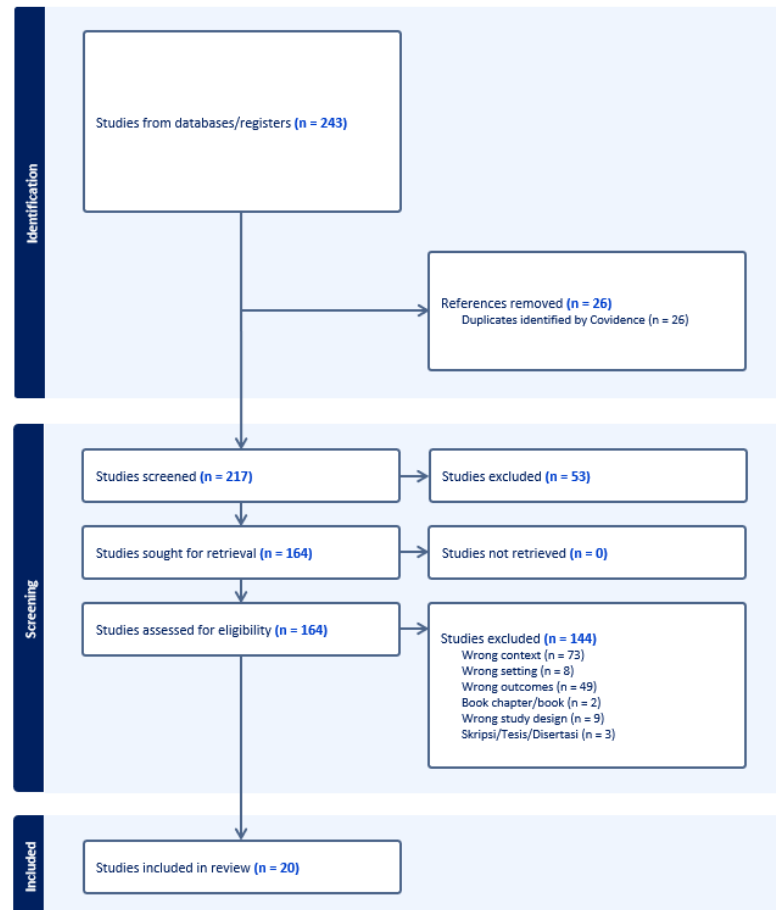 Identification
Studies from databases/registers (n = 243)
References removed (n = 26)
Duplicates identified by Covidence (n = 26)
Screening
Studies screened (n = 217)
Studies excluded (n = 53)
Studies sought for retrieval (n = 164)
Studies not retrieved (n = 0)
Studies assessed for eligibility (n = 164)
Studies excluded (n = 144)
Wrong context (n = 73)
Wrong setting (n = 8)
Wrong outcomes (n = 49)
Book chapter/book (n = 2)
Wrong study design (n = 9)
Skripsi/Tesis/Disertasi (n = 3)
Included
Studies included in review (n = 20)